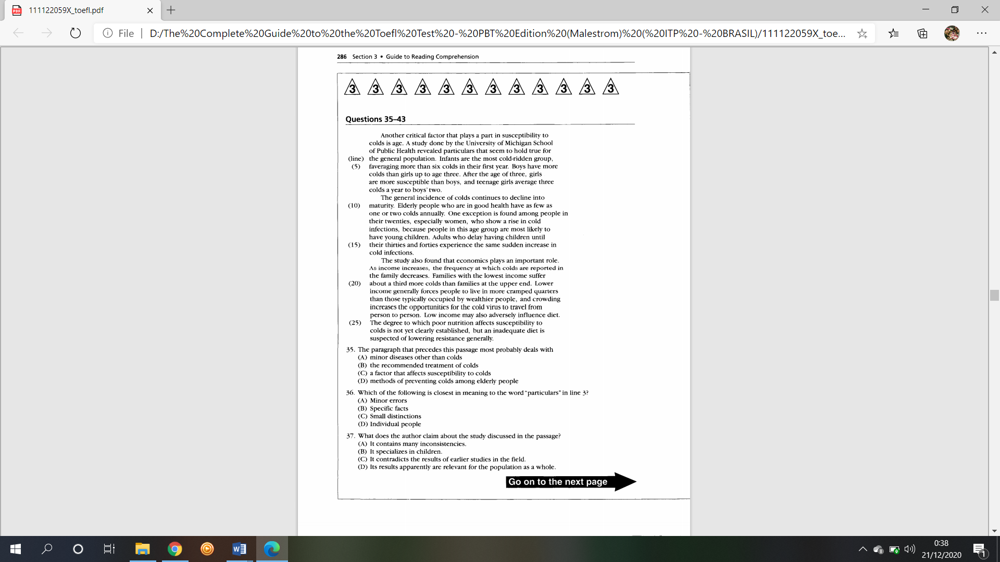 111122059X_toefl.pdf
File | D:/The%20Complete%20Guide%20to%20the%20Toefl%20Test%20-%20PBT%20Edition%20(Malestrom)%20(%20ITP%20-%20BRASIL)/111122059X_toe...
286 Section 3 • Guide to Reading Comprehension
3 3 3 3 3 3 3 3 3 3 3 3
Questions 35–43
Another critical factor that plays a part in susceptibility to
colds is age. A study done by the University of Michigan School
of Public Health revealed particulars that seem to hold true for
(line) the general population. Infants are the most cold-ridden group,
(5) faveraging more than six colds in their first year. Boys have more
colds than girls up to age three. After the age of three, girls
are more susceptible than boys, and teenage girls average three
colds a year to boys' two.
The general incidence of colds continues to decline into
(10) maturity. Elderly people who are in good health have as few as
one or two colds annually. One exception is found among people in
their twenties, especially women, who show a rise in cold
infections, because people in this age group are most likely to
have young children. Adults who delay having children until
(15) their thirties and forties experience the same sudden increase in
cold infections.
The study also found that economics plays an important role.
As income increases, the frequency at which colds are reported in
the family decreases. Families with the lowest income suffer
(20) about a third more colds than families at the upper end. Lower
income generally forces people to live in more cramped quarters
than those typically occupied by wealthier people, and crowding
increases the opportunities for the cold virus to travel from
person to person. Low income may also adversely influence diet.
(25) The degree to which poor nutrition affects susceptibility to
colds is not yet clearly established, but an inadequate diet is
suspected of lowering resistance generally.
35. The paragraph that precedes this passage most probably deals with
(A) minor diseases other than colds
(B) the recommended treatment of colds
(C) a factor that affects susceptibility to colds
(D) methods of preventing colds among elderly people
36. Which of the following is closest in meaning to the word "particulars" in line 3?
(A) Minor errors
(B) Specific facts
(C) Small distinctions
(D) Individual people
37. What does the author claim about the study discussed in the passage?
(A) It contains many inconsistencies.
(B) It specializes in children.
(C) It contradicts the results of earlier studies in the field.
(D) Its results apparently are relevant for the population as a whole.
Go on to the next page
0:38
21/12/2020
1